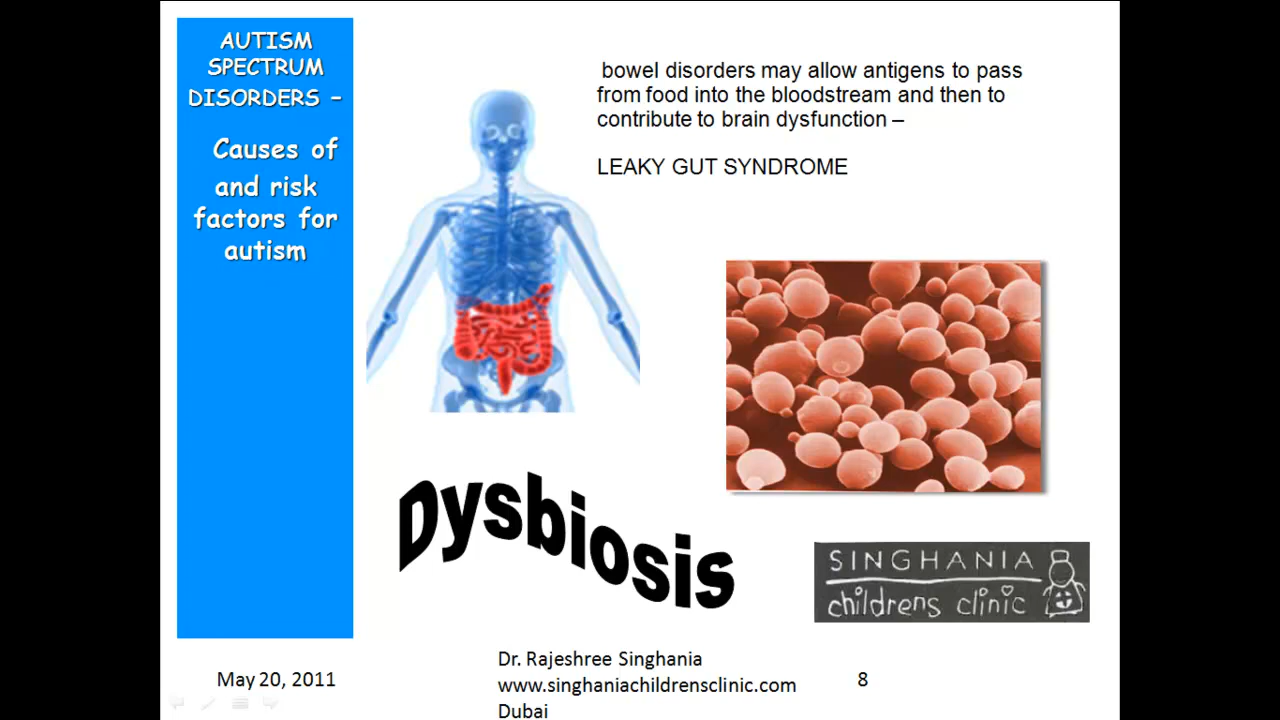 AUTISM
SPECTRUM
DISORDERS –
Causes of
and risk
factors for
autism
bowel disorders may allow antigens to pass
from food into the bloodstream and then to
contribute to brain dysfunction –
LEAKY GUT SYNDROME
Dysbiosis
SINGHANIA
childrens clinic
May 20, 2011
Dr. Rajeshree Singhania
www.singhaniachildrensclinic.com
Dubai
8